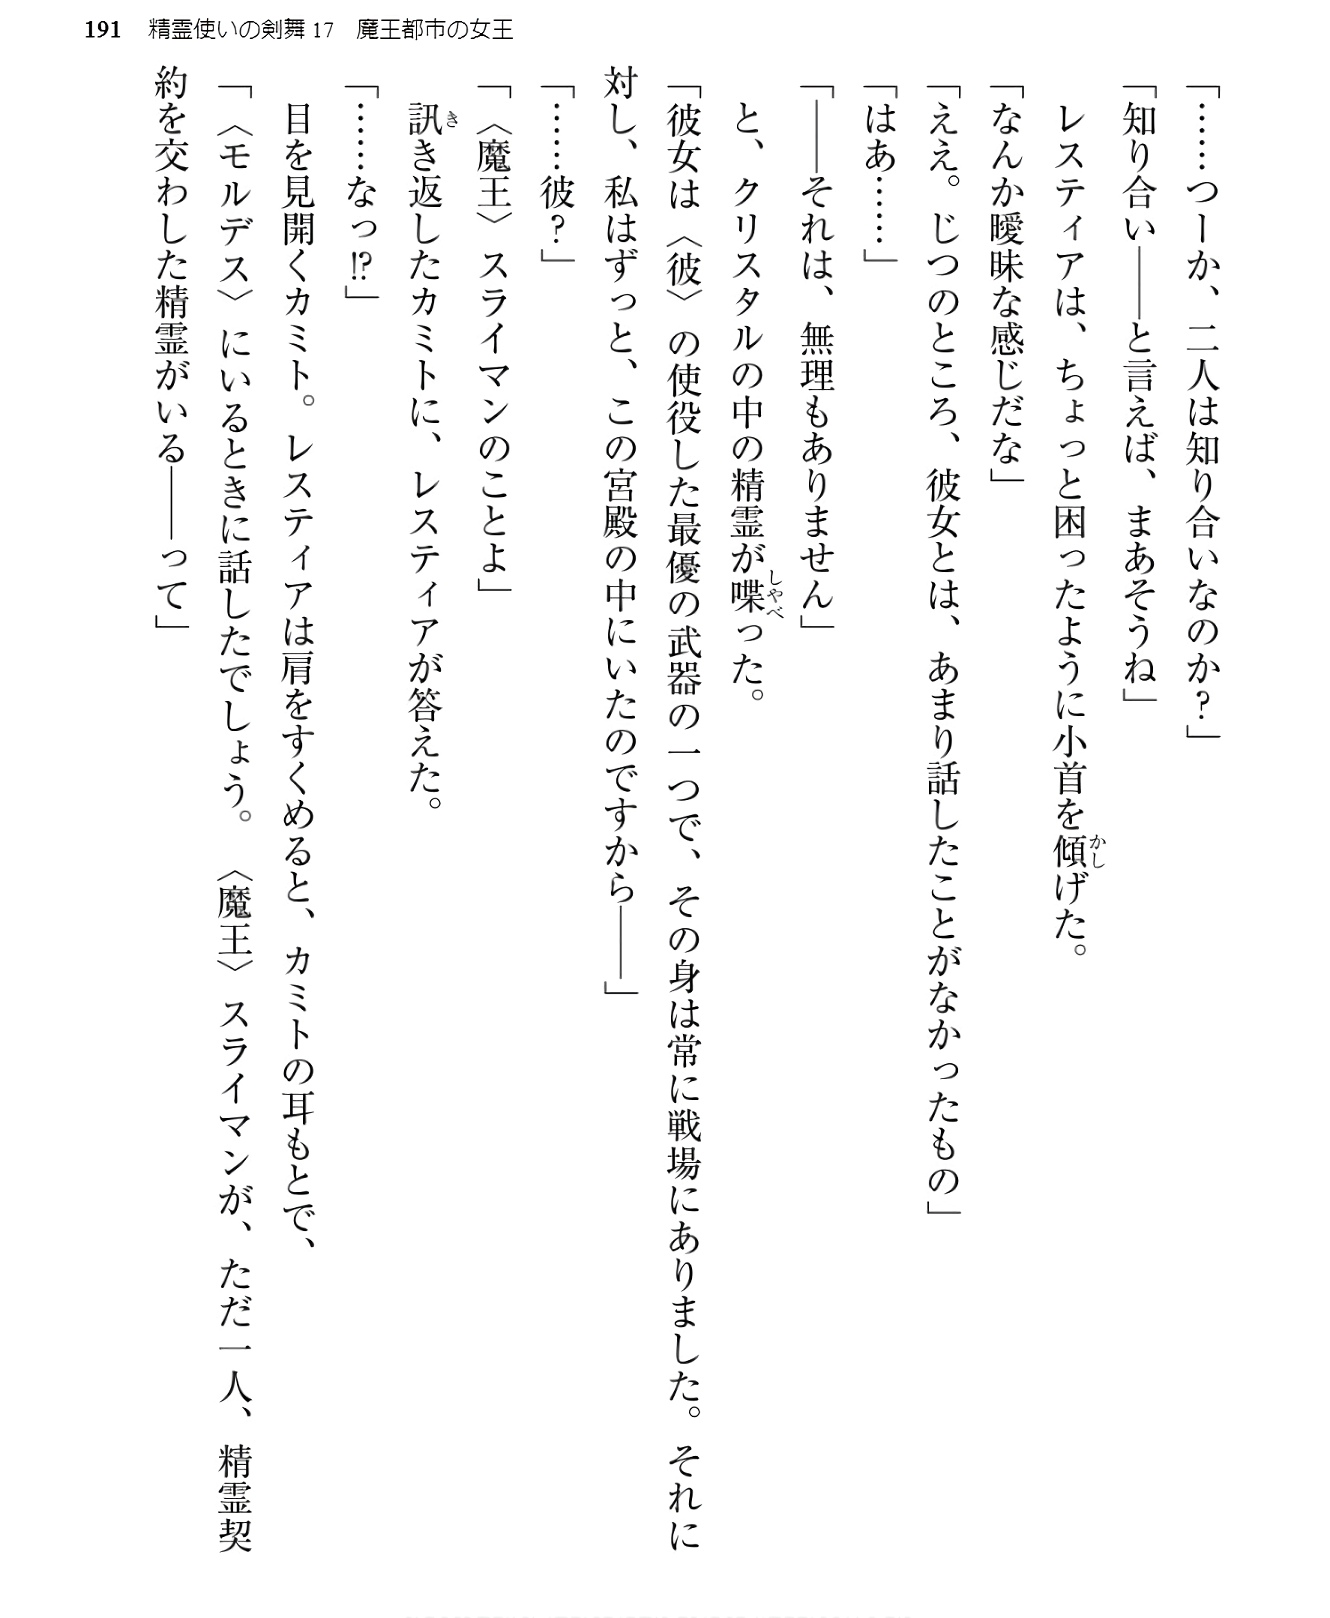 191　精霊使いの剣舞 17　魔王都市の女王
「……つーか、二人は知り合いなのか？」
「知り合い――と言えば、まあそうね」
　レスティアは、ちょっと困ったように小首を傾げた。
「なんか曖昧な感じだな」
「ええ。じつのところ、彼女とは、あまり話したことがなかったもの」
「はあ……」
「――それは、無理もありません」
　と、クリスタルの中の精霊が喋った。
「彼女は〈彼〉の使役した最優の武器の一つで、その身は常に戦場にありました。それに
対し、私はずっと、この宮殿の中にいたのですから――」
「……彼？」
「〈魔王〉スライマンのことよ」
　訊き返したカミトに、レスティアが答えた。
「……なっ⁉」
　目を見開くカミト。レスティアは肩をすくめると、カミトの耳もとで、
「〈モルデス〉にいるときに話したでしょう。〈魔王〉スライマンが、ただ一人、精霊契
約を交わした精霊がいる――って」